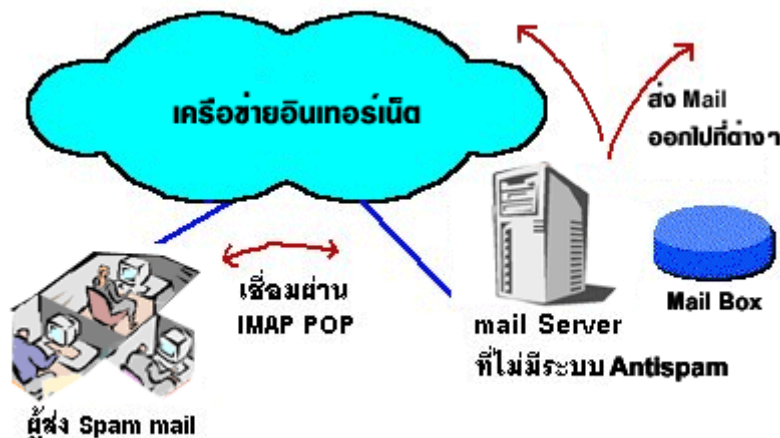 เครือข่ายอินเทอร์เน็ต
ส่ง Mail
ออกไปที่ต่างๆ
เชื่อมผ่าน
IMAP POP
Mail Box
mail Server
ที่ไม่มีระบบ Antispam
ผู้ส่ง Spam mail